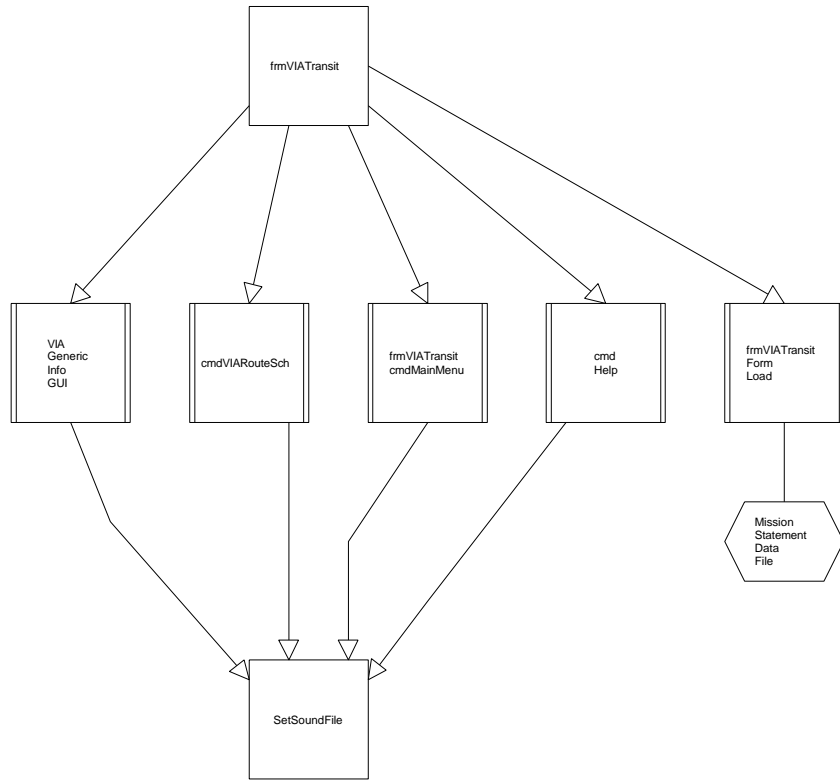 frmVIATransit
VIA
Generic
Info
GUI
cmdVIARouteSch
frmVIATransit
cmdMainMenu
cmd
Help
frmVIATransit
Form
Load
Mission
Statement
Data
File
SetSoundFile